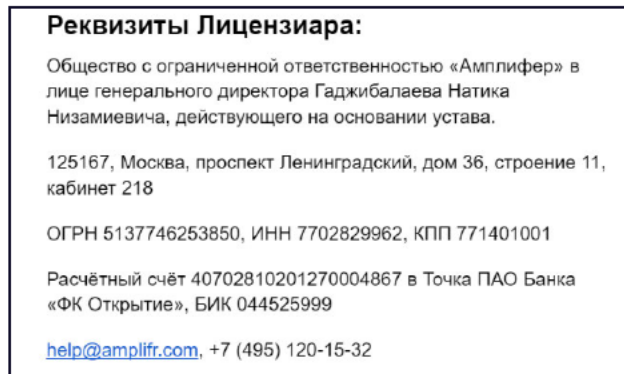 Реквизиты Лицензиара:
Общество с ограниченной ответственностью «Амплифер» в
лице генерального директора Гаджибалаева Натика
Низамиевича, действующего на основании устава.
125167, Москва, проспект Ленинградский, дом 36, строение 11,
кабинет 218
ОГРН 5137746253850, ИНН 7702829962, КПП 771401001
Расчётный счёт 40702810201270004867 в Точка ПАО Банка
«ФК Открытие», БИК 044525999
help@amplifr.com, +7 (495) 120-15-32